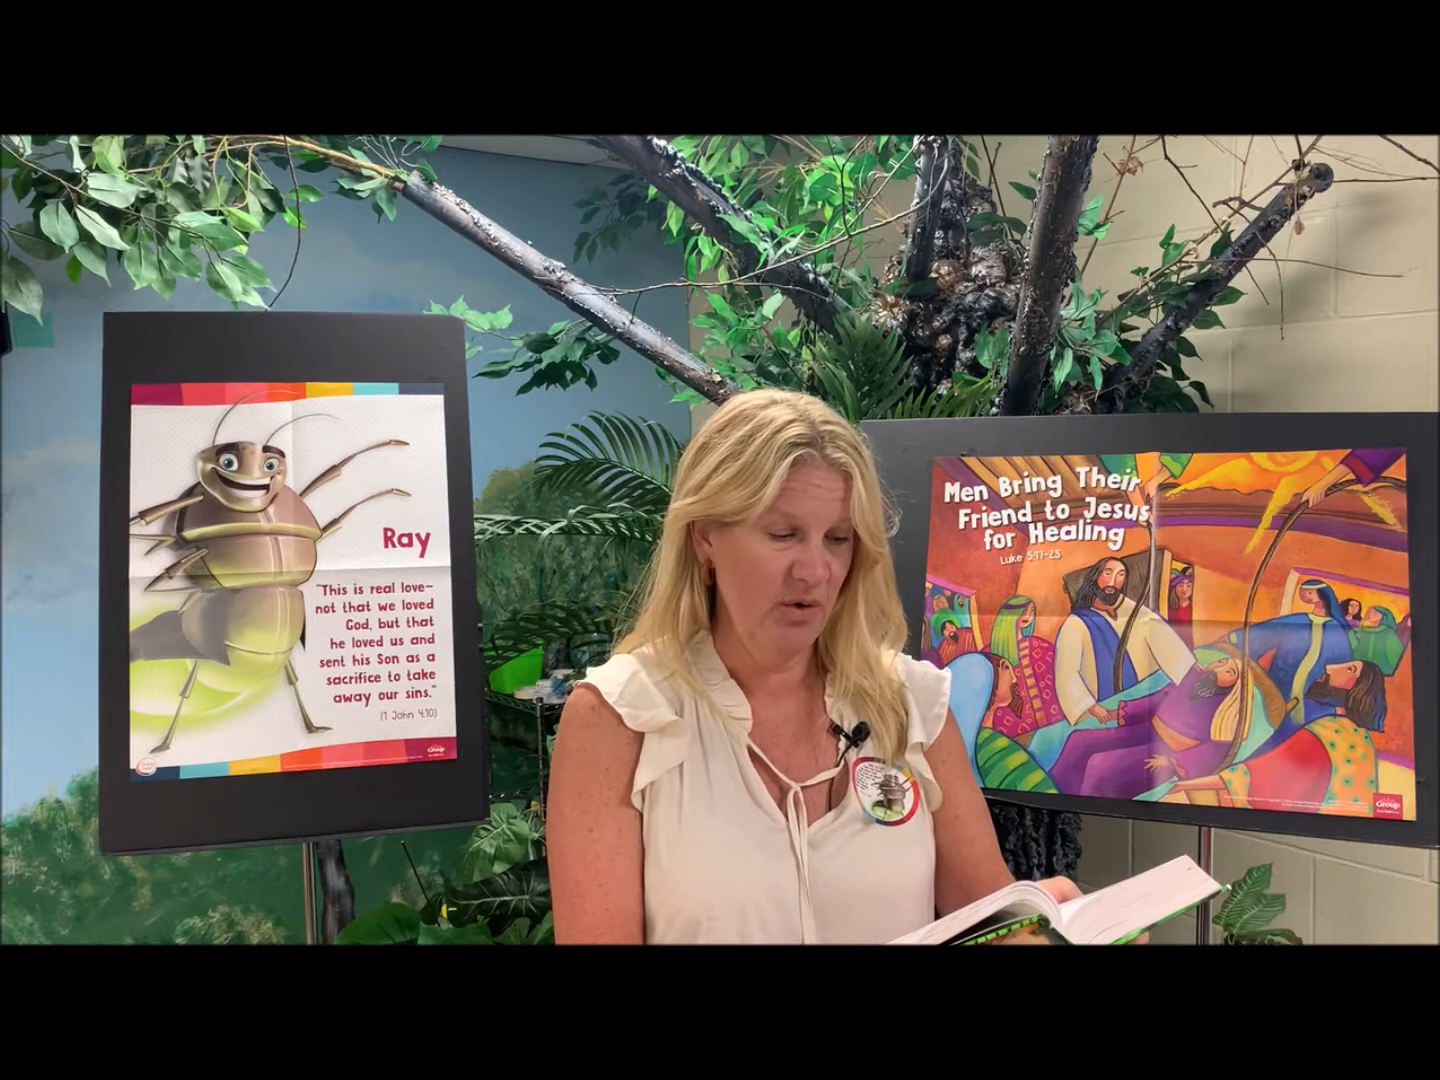 Ray
"This is real love—
not that we loved
God, but that
he loved us and
sent his Son as a
sacrifice to take
away our sins."
(1 John 4:10)
Group
Men Bring Their
Friend to Jesus
for Healing
Luke 5:17-25
Group